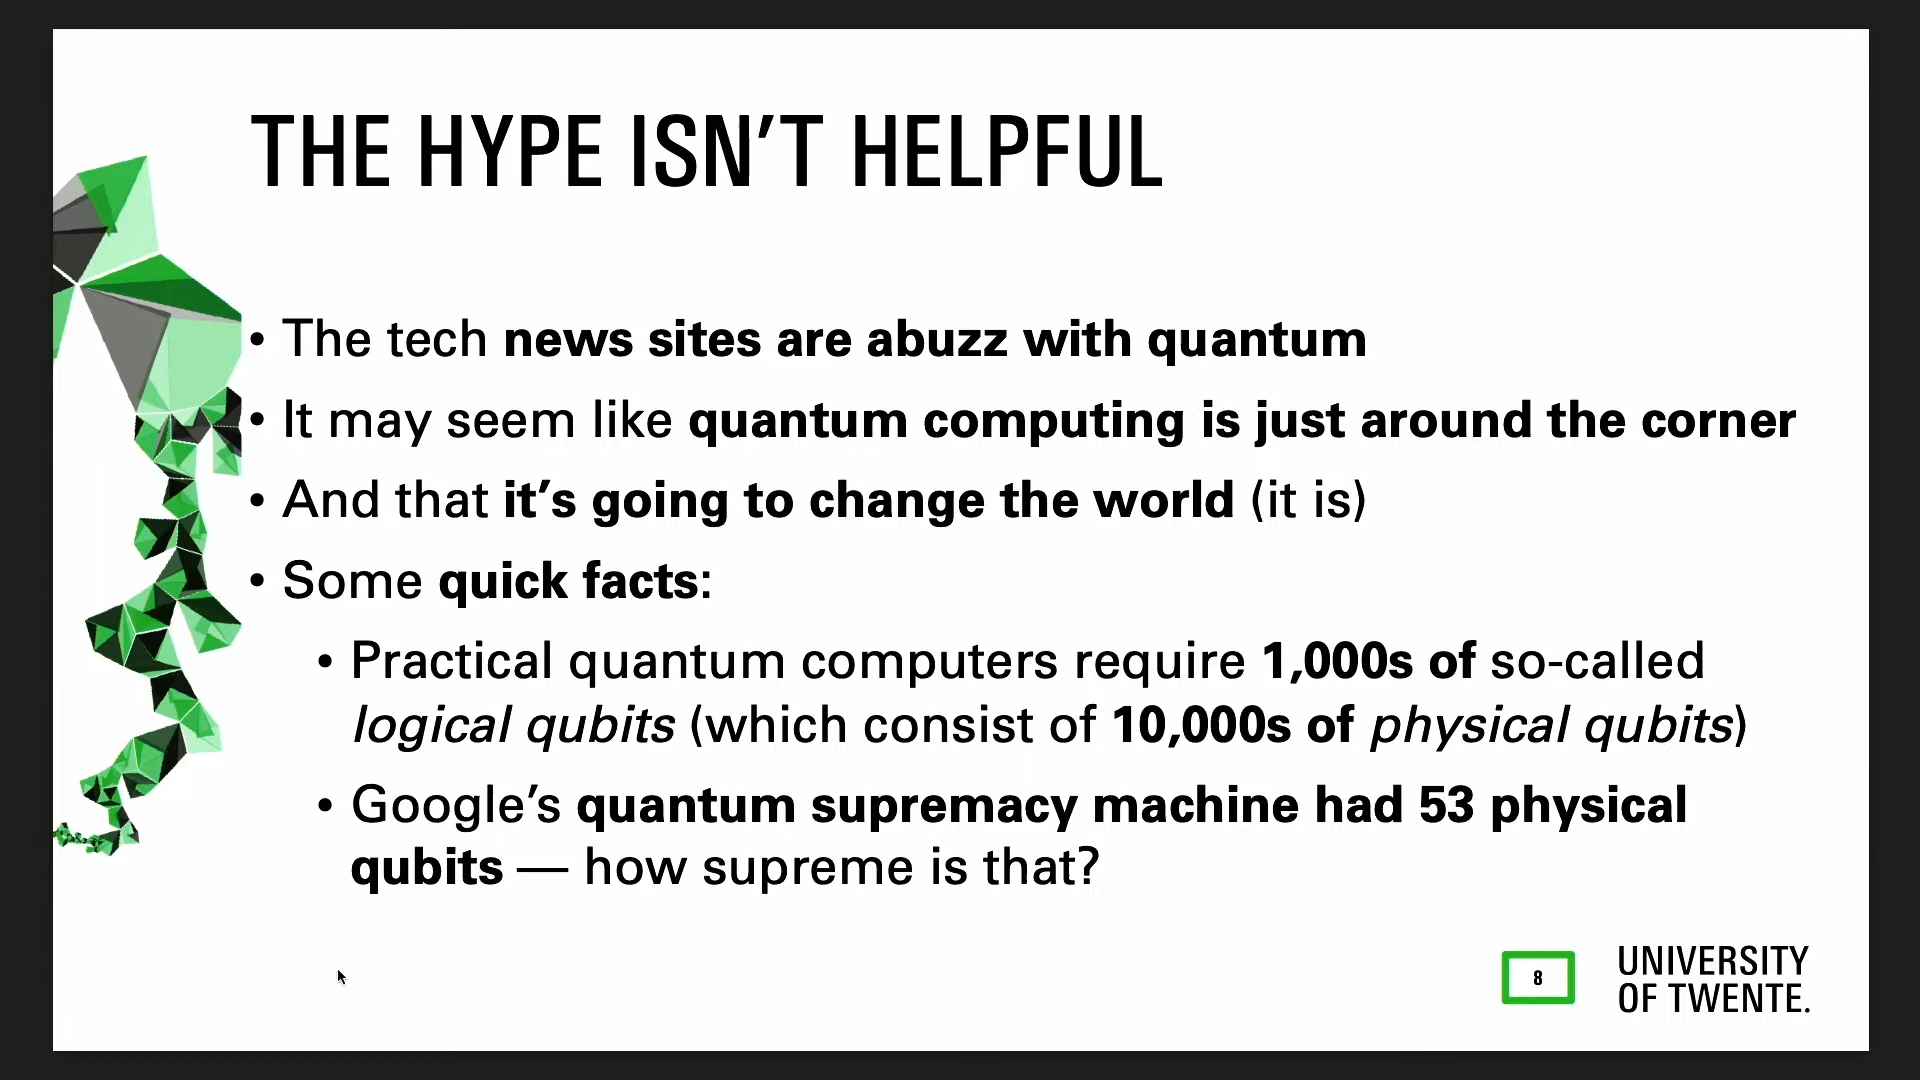 THE HYPE ISN’T HELPFUL
• The tech news sites are abuzz with quantum
• It may seem like quantum computing is just around the corner
• And that it’s going to change the world (it is)
• Some quick facts:
• Practical quantum computers require 1,000s of so-called
logical qubits (which consist of 10,000s of physical qubits)
• Google’s quantum supremacy machine had 53 physical
qubits — how supreme is that?
8
UNIVERSITY
OF TWENTE.